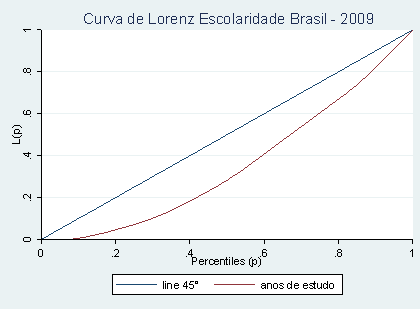 Curva de Lorenz Escolaridade Brasil - 2009
L(p)
1
.8
.6
.4
.2
0
0 .2 .4 .6 .8 1
Percentiles (p)
line 45° anos de estudo